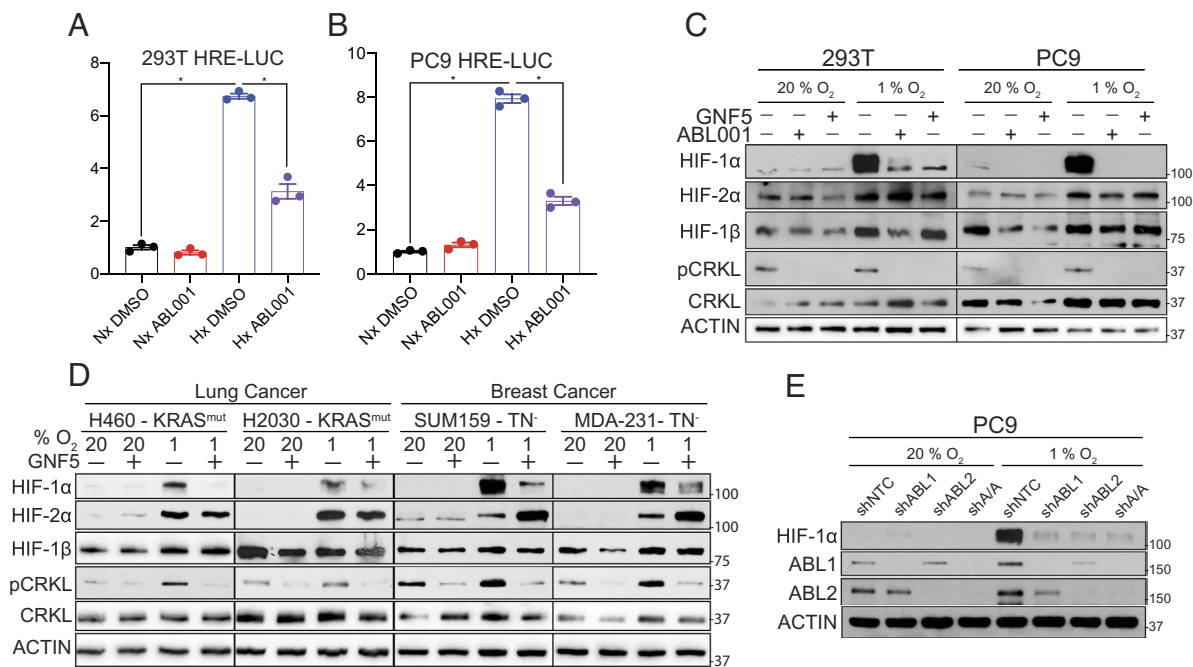 A
293T HRE-LUC
8
6
4
2
0
*
*
Nx DMSO
Nx ABL001
Hx DMSO
Hx ABL001
B
PC9 HRE-LUC
10
8
6
4
2
0
*
*
Nx DMSO
Nx ABL001
Hx DMSO
Hx ABL001
C
293T PC9
20 % O₂ 1 % O₂ 20 % O₂ 1 % O₂
GNF5 – – + – – + – – + – – +
ABL001 – + – – + – – + – – + –
HIF-1α -100
HIF-2α -100
HIF-1β -75
pCRKL -37
CRKL -37
ACTIN -37
D
Lung Cancer Breast Cancer
H460 - KRASᵐᵘᵗ H2030 - KRASᵐᵘᵗ SUM159 - TN⁻ MDA-231- TN⁻
% O₂ 20 20 1 1 20 20 1 1 20 20 1 1 20 20 1 1
GNF5 – + – + – + – + – + – + – + – +
HIF-1α -100
HIF-2α -100
HIF-1β -75
pCRKL -37
CRKL -37
ACTIN -37
E
PC9
20 % O₂ 1 % O₂
shNTC shABL1 shABL2 shA/A shNTC shABL1 shABL2 shA/A
HIF-1α -100
ABL1 -150
ABL2 -150
ACTIN -37